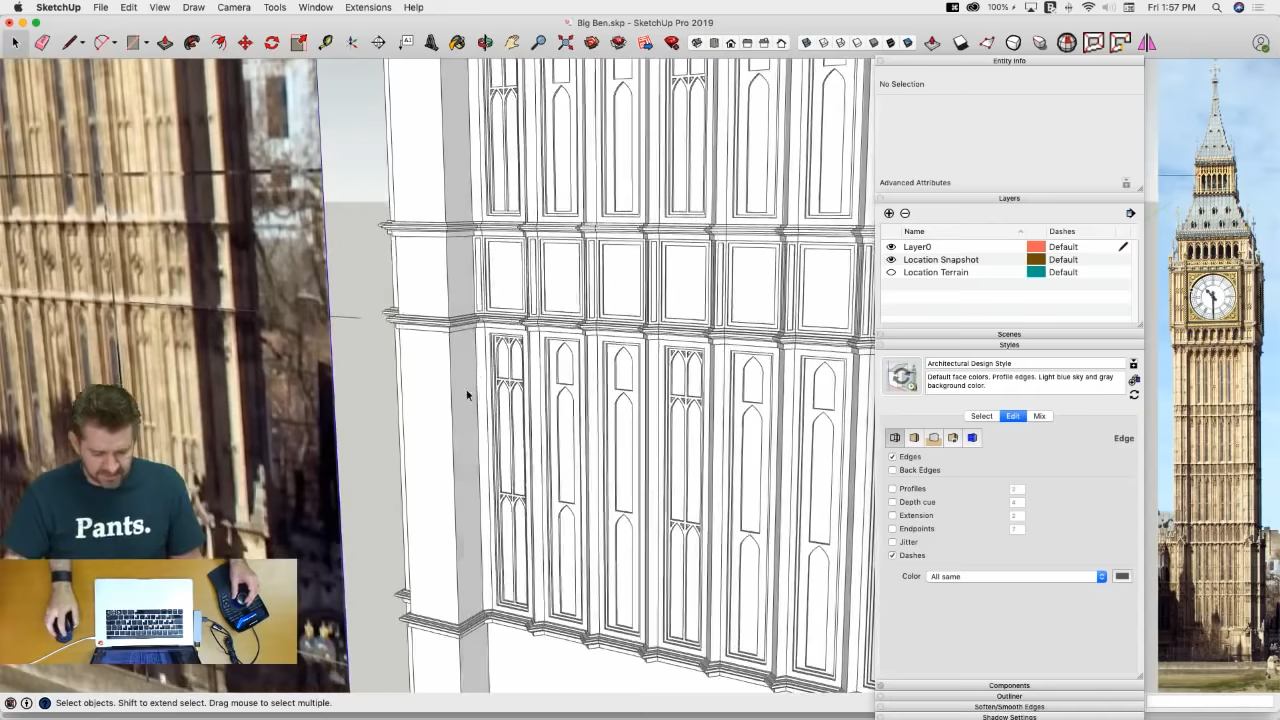 SketchUp File Edit View Draw Camera Tools Window Extensions Help 100% Fri 1:57 PM
Big Ben.skp - SketchUp Pro 2019
Entity Info
No Selection
Advanced Attributes
Layers
Name Dashes
Layer0 Default
Location Snapshot Default
Location Terrain Default
Scenes
Styles
Architectural Design Style
Default face colors. Profile edges. Light blue sky and gray
background color.
Select Edit Mix
Edge
Edges
Back Edges
Profiles 2
Depth cue 4
Extension 2
Endpoints 7
Jitter
Dashes
Color All same
Components
Outliner
Soften/Smooth Edges
Shadow Settings
Pants.
Select objects. Shift to extend select. Drag mouse to select multiple.